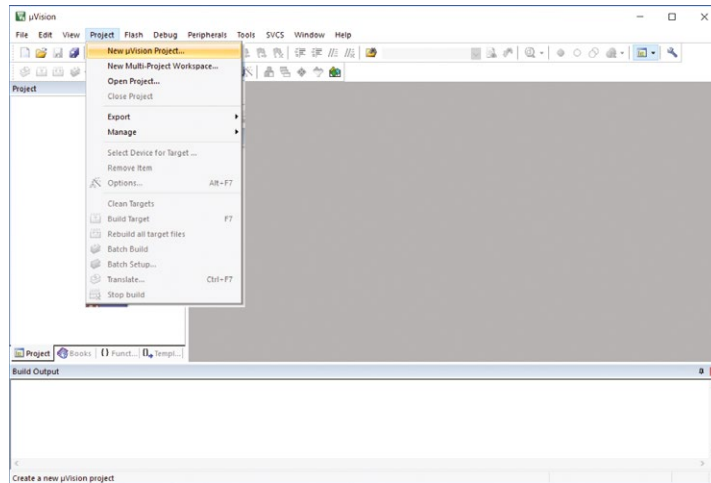 µVision
File Edit View Project Flash Debug Peripherals Tools SVCS Window Help
Project
New µVision Project...
New Multi-Project Workspace...
Open Project...
Close Project
Export
Manage
Select Device for Target ...
Remove Item
Options... Alt+F7
Clean Targets
Build Target F7
Rebuild all target files
Batch Build
Batch Setup...
Translate... Ctrl+F7
Stop build
Project Books {} Funct... Templ...
Build Output
Create a new µVision project